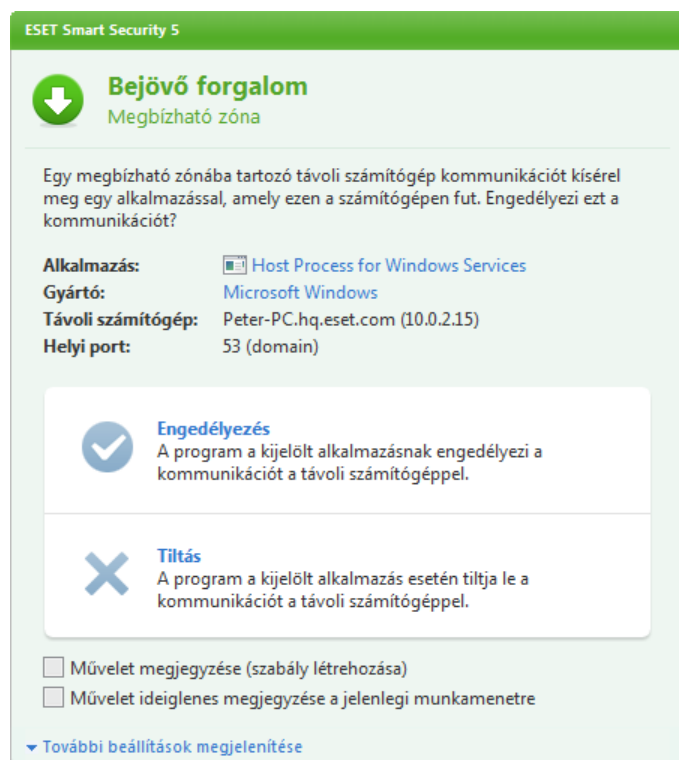 ESET Smart Security 5
Bejövő forgalom
Megbízható zóna
Egy megbízható zónába tartozó távoli számítógép kommunikációt kísérel
meg egy alkalmazással, amely ezen a számítógépen fut. Engedélyezi ezt a
kommunikációt?
Alkalmazás: Host Process for Windows Services
Gyártó: Microsoft Windows
Távoli számítógép: Peter-PC.hq.eset.com (10.0.2.15)
Helyi port: 53 (domain)
Engedélyezés
A program a kijelölt alkalmazásnak engedélyezi a
kommunikációt a távoli számítógéppel.
Tiltás
A program a kijelölt alkalmazás esetén tiltja le a
kommunikációt a távoli számítógéppel.
Művelet megjegyzése (szabály létrehozása)
Művelet ideiglenes megjegyzése a jelenlegi munkamenetre
További beállítások megjelenítése